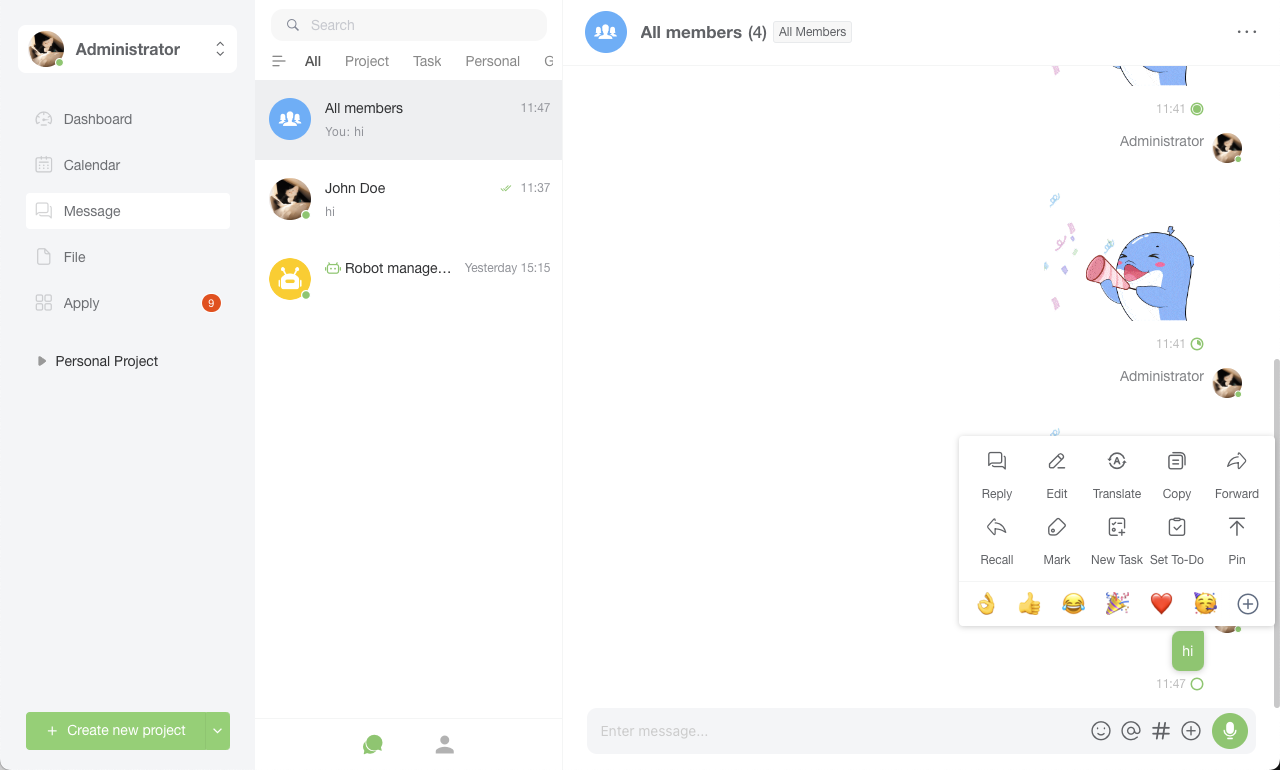 Administrator
Dashboard
Calendar
Message
File
Apply
9
Personal Project
+ Create new project
Search
All Project Task Personal G
All members 11:47
You: hi
John Doe 11:37
hi
Robot manage... Yesterday 15:15
All members (4) All Members
11:41
Administrator
11:41
Administrator
Reply Edit Translate Copy Forward
Recall Mark New Task Set To-Do Pin
hi
11:47
Enter message...